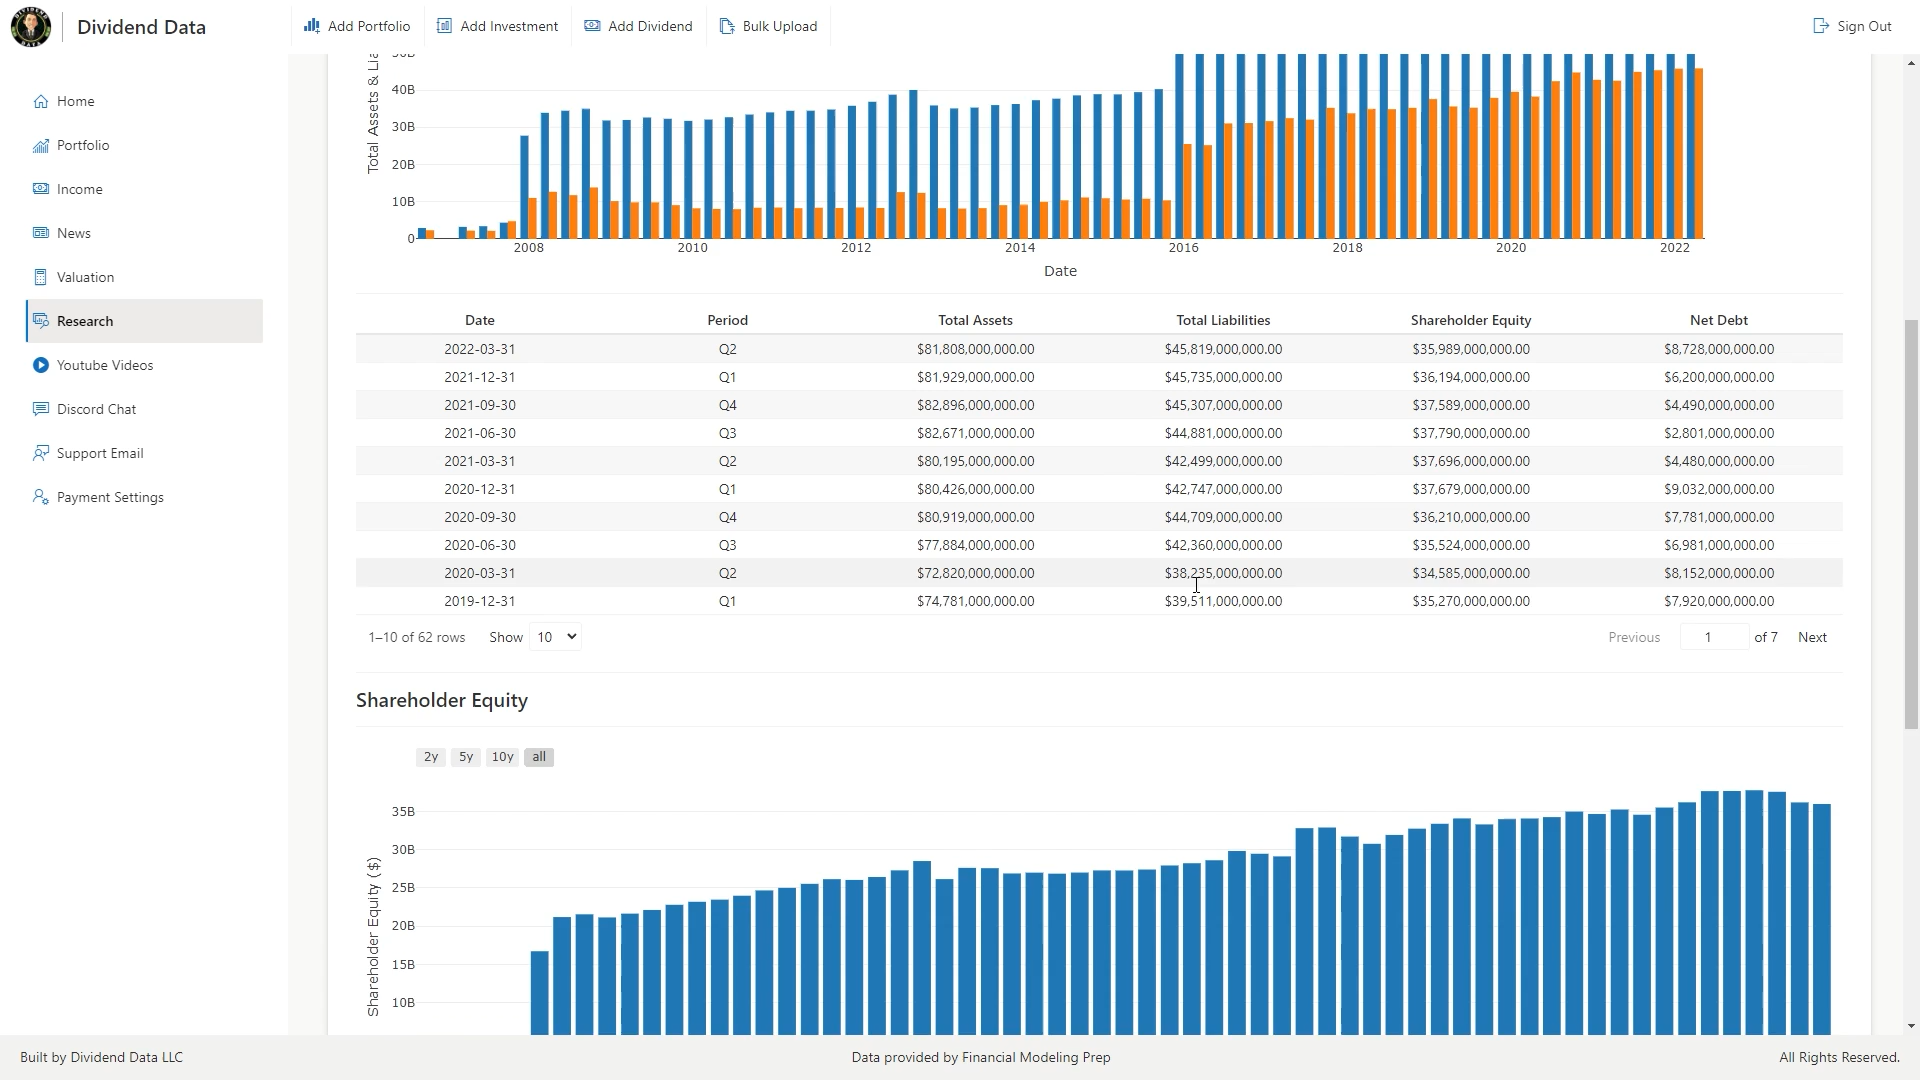 Dividend Data
Add Portfolio
Add Investment
Add Dividend
Bulk Upload
Sign Out
Home
Portfolio
Income
News
Valuation
Research
Youtube Videos
Discord Chat
Support Email
Payment Settings
Total Assets & Lia
40B
30B
20B
10B
0
2008 2010 2012 2014 2016 2018 2020 2022
Date
Date Period Total Assets Total Liabilities Shareholder Equity Net Debt
2022-03-31 Q2 $81,808,000,000.00 $45,819,000,000.00 $35,989,000,000.00 $8,728,000,000.00
2021-12-31 Q1 $81,929,000,000.00 $45,735,000,000.00 $36,194,000,000.00 $6,200,000,000.00
2021-09-30 Q4 $82,896,000,000.00 $45,307,000,000.00 $37,589,000,000.00 $4,490,000,000.00
2021-06-30 Q3 $82,671,000,000.00 $44,881,000,000.00 $37,790,000,000.00 $2,801,000,000.00
2021-03-31 Q2 $80,195,000,000.00 $42,499,000,000.00 $37,696,000,000.00 $4,480,000,000.00
2020-12-31 Q1 $80,426,000,000.00 $42,747,000,000.00 $37,679,000,000.00 $9,032,000,000.00
2020-09-30 Q4 $80,919,000,000.00 $44,709,000,000.00 $36,210,000,000.00 $7,781,000,000.00
2020-06-30 Q3 $77,884,000,000.00 $42,360,000,000.00 $35,524,000,000.00 $6,981,000,000.00
2020-03-31 Q2 $72,820,000,000.00 $38,235,000,000.00 $34,585,000,000.00 $8,152,000,000.00
2019-12-31 Q1 $74,781,000,000.00 $39,511,000,000.00 $35,270,000,000.00 $7,920,000,000.00
1–10 of 62 rows Show 10 Previous 1 of 7 Next
Shareholder Equity
2y 5y 10y all
Shareholder Equity ($)
35B
30B
25B
20B
15B
10B
Built by Dividend Data LLC
Data provided by Financial Modeling Prep
All Rights Reserved.